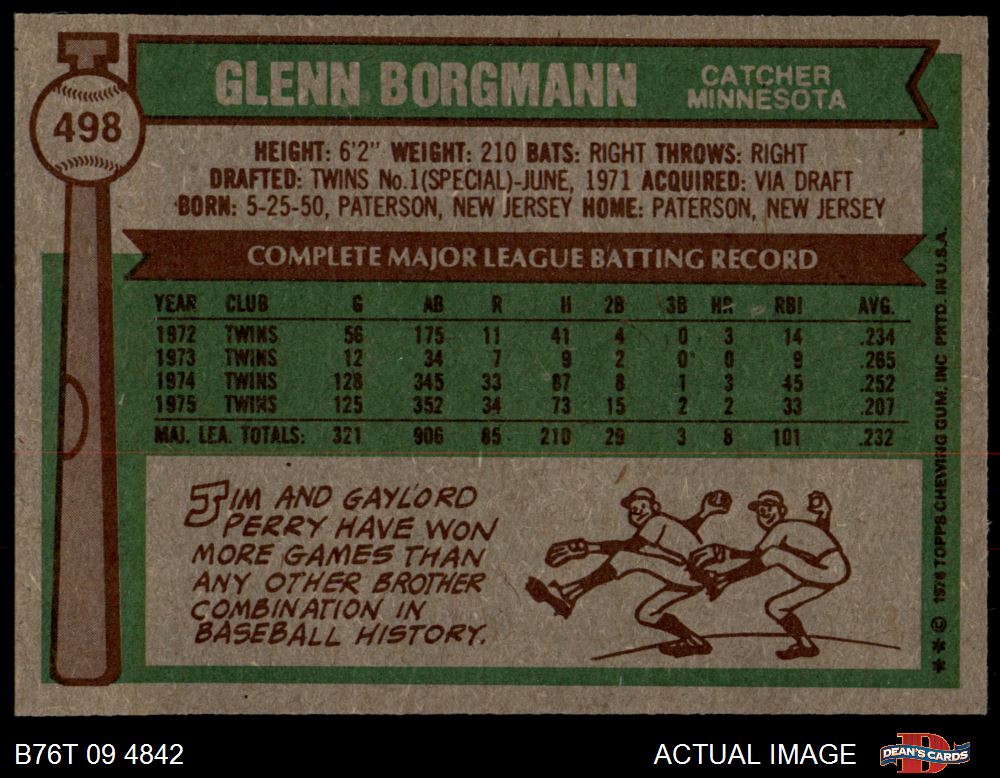 498
GLENN BORGMANN
CATCHER
MINNESOTA
HEIGHT: 6'2" WEIGHT: 210 BATS: RIGHT THROWS: RIGHT
DRAFTED: TWINS No.1(SPECIAL)-JUNE, 1971 ACQUIRED: VIA DRAFT
BORN: 5-25-50, PATERSON, NEW JERSEY HOME: PATERSON, NEW JERSEY
COMPLETE MAJOR LEAGUE BATTING RECORD
YEAR CLUB G AB R H 2B 3B HR RBI AVG.
1972 TWINS 56 175 11 41 4 0 3 14 .234
1973 TWINS 12 34 7 9 2 0 0 9 .265
1974 TWINS 128 345 33 87 8 1 3 45 .252
1975 TWINS 125 352 34 73 15 2 2 33 .207
MAJ. LEA. TOTALS: 321 906 85 210 29 3 8 101 .232
JIM AND GAYLORD
PERRY HAVE WON
MORE GAMES THAN
ANY OTHER BROTHER
COMBINATION IN
BASEBALL HISTORY.
* * © 1976 TOPPS CHEWING GUM, INC PRTD. IN U.S.A.
B76T 09 4842
ACTUAL IMAGE
D
DEAN'S CARDS